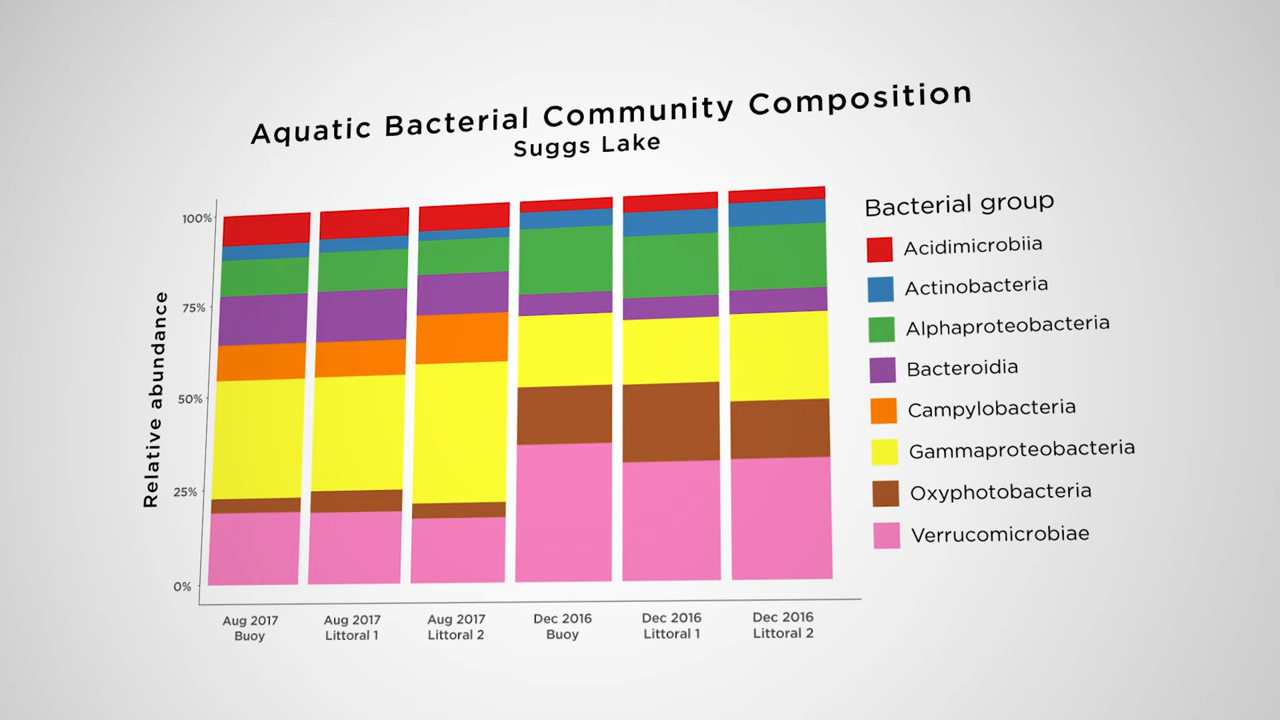 Aquatic Bacterial Community Composition
Suggs Lake
Relative abundance
100%
75%
50%
25%
0%
Aug 2017
Buoy
Aug 2017
Littoral 1
Aug 2017
Littoral 2
Dec 2016
Buoy
Dec 2016
Littoral 1
Dec 2016
Littoral 2
Bacterial group
Acidimicrobiia
Actinobacteria
Alphaproteobacteria
Bacteroidia
Campylobacteria
Gammaproteobacteria
Oxyphotobacteria
Verrucomicrobiae